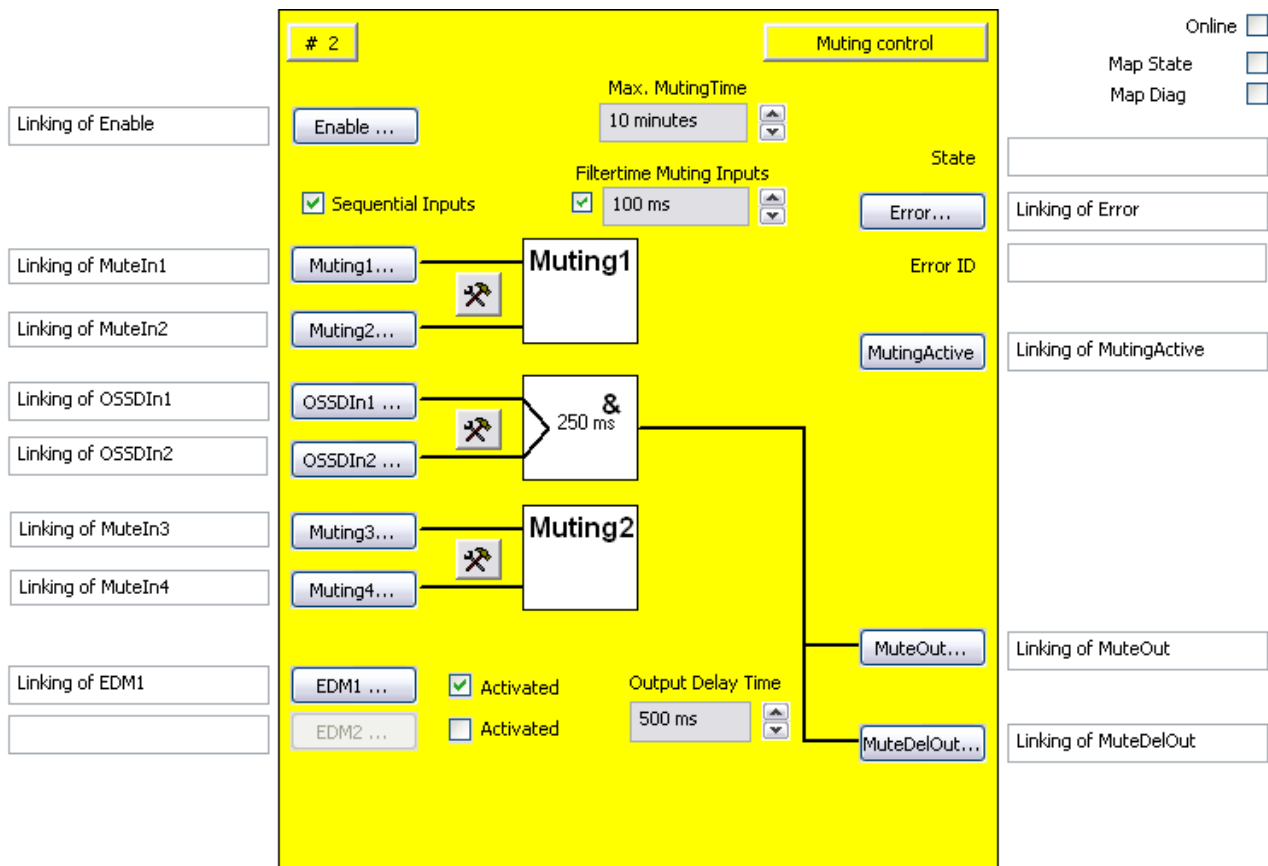 # 2
Muting control
Online
Map State
Map Diag
Max. MutingTime
10 minutes
Linking of Enable
Enable ...
State
Filtertime Muting Inputs
Sequential Inputs
100 ms
Error...
Linking of Error
Linking of MuteIn1
Muting1...
Muting1
Error ID
Linking of MuteIn2
Muting2...
MutingActive
Linking of MutingActive
Linking of OSSDIn1
OSSDIn1 ...
&
250 ms
Linking of OSSDIn2
OSSDIn2 ...
Linking of MuteIn3
Muting3...
Muting2
Linking of MuteIn4
Muting4...
MuteOut...
Linking of MuteOut
Linking of EDM1
EDM1 ...
Activated
Output Delay Time
500 ms
EDM2 ...
Activated
MuteDelOut...
Linking of MuteDelOut